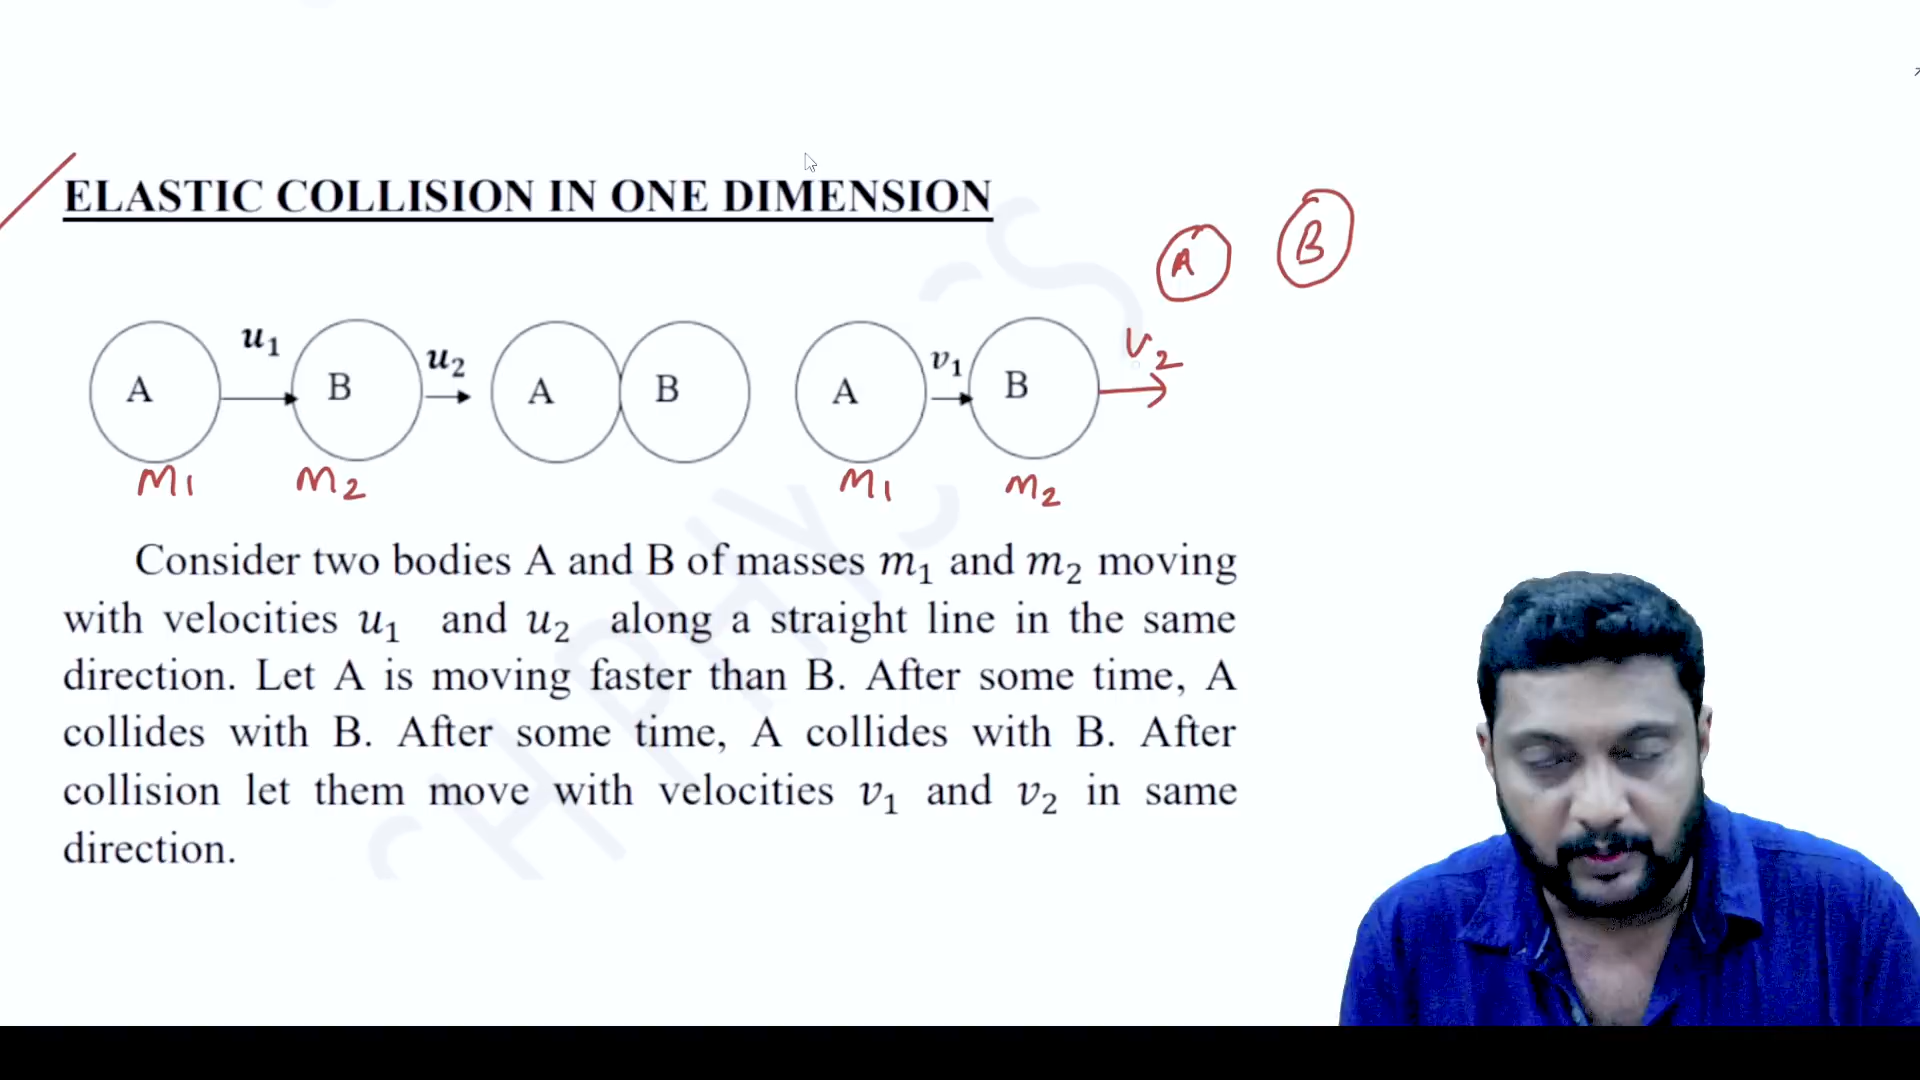 ELASTIC COLLISION IN ONE DIMENSION
A B
A u₁ B u₂ A B A v₁ B V₂
M₁ M₂ M₁ M₂
Consider two bodies A and B of masses m₁ and m₂ moving
with velocities u₁ and u₂ along a straight line in the same
direction. Let A is moving faster than B. After some time, A
collides with B. After some time, A collides with B. After
collision let them move with velocities v₁ and v₂ in same
direction.